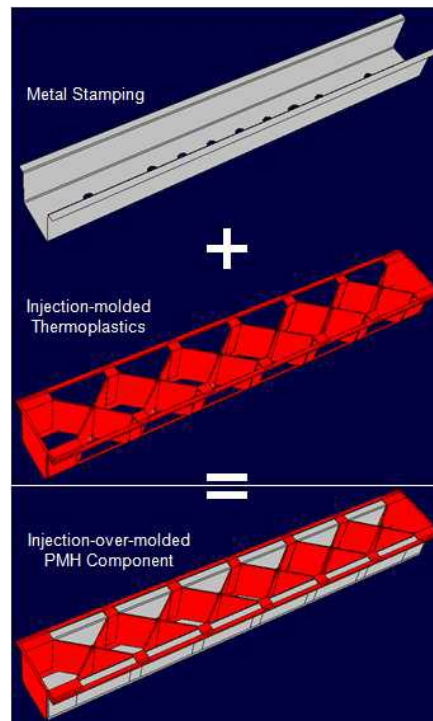 Metal Stamping
+
Injection-molded
Thermoplastics
=
Injection-over-molded
PMH Component